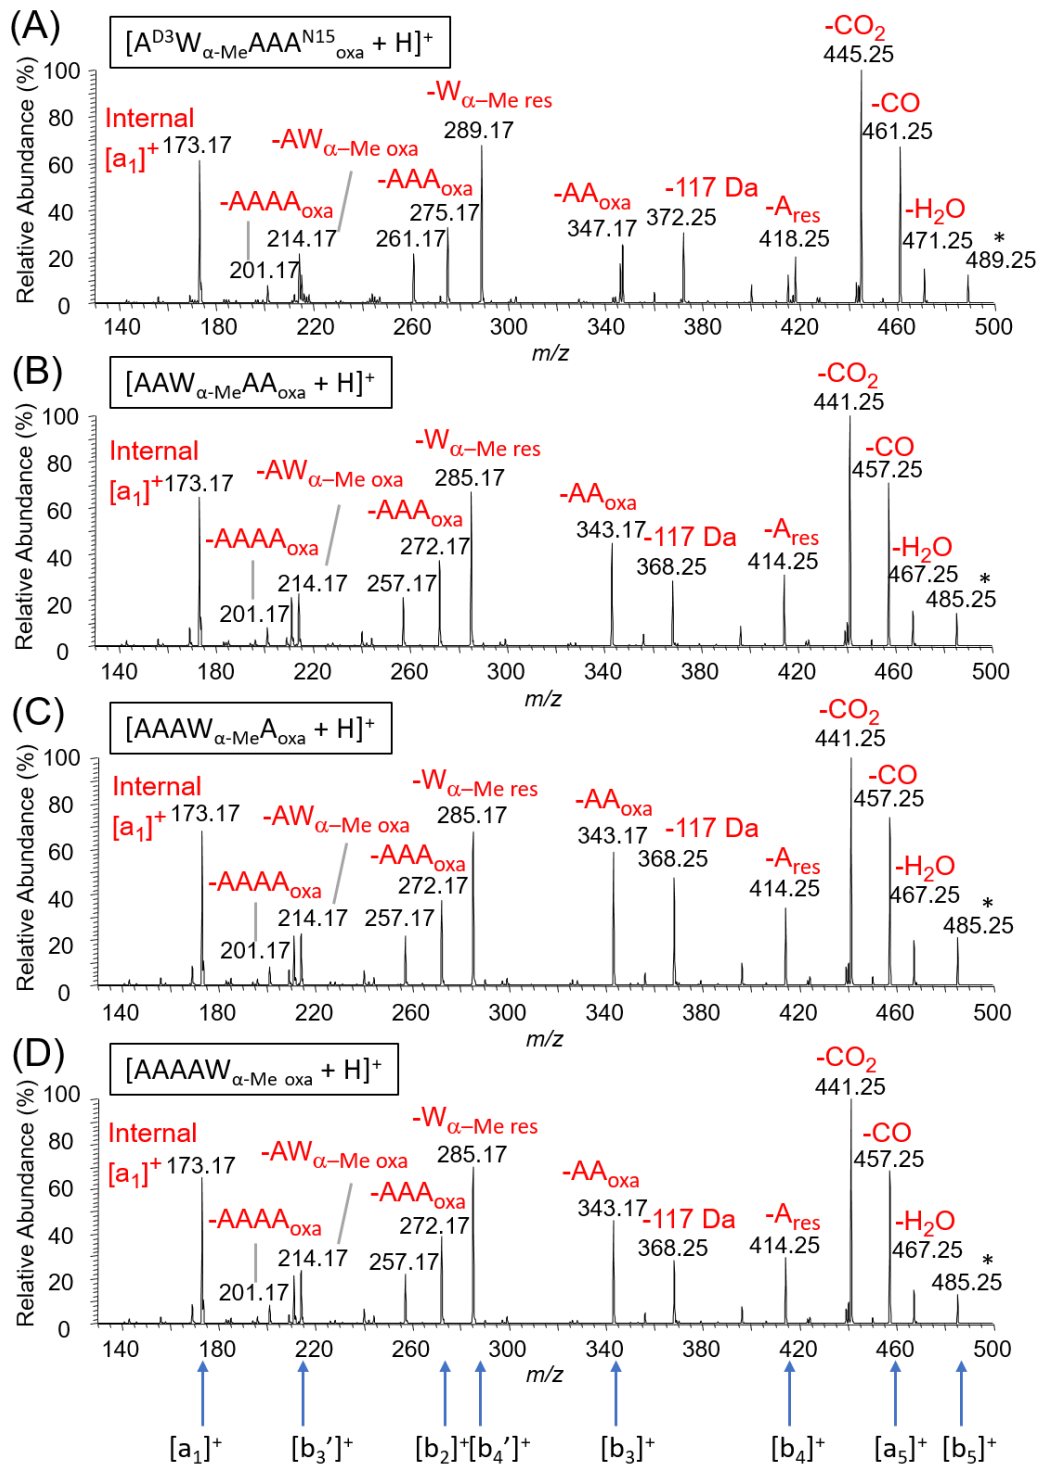 (A)
[Aᴰ³Wα-MeAAAᴺ¹⁵oxa + H]⁺
Relative Abundance (%)
100
80
60
40
20
0
Internal
[a₁]⁺ 173.17
-AAAAoxa
201.17
-AWα–Me oxa
214.17
261.17
-AAAoxa
275.17
-Wα–Me res
289.17
-AAoxa
347.17
-117 Da
372.25
-Ares
418.25
-CO₂
445.25
-CO
461.25
-H₂O
471.25
*
489.25
140 180 220 260 300 340 380 420 460 500
m/z
(B)
[AAWα-MeAAoxa + H]⁺
Relative Abundance (%)
100
80
60
40
20
0
Internal
[a₁]⁺ 173.17
-AAAAoxa
201.17
-AWα–Me oxa
214.17
257.17
-AAAoxa
272.17
-Wα–Me res
285.17
-AAoxa
343.17
-117 Da
368.25
-Ares
414.25
-CO₂
441.25
-CO
457.25
-H₂O
467.25
*
485.25
140 180 220 260 300 340 380 420 460 500
m/z
(C)
[AAAWα-MeAoxa + H]⁺
Relative Abundance (%)
100
80
60
40
20
0
Internal
[a₁]⁺ 173.17
-AAAAoxa
201.17
-AWα–Me oxa
214.17
257.17
-AAAoxa
272.17
-Wα–Me res
285.17
-AAoxa
343.17
-117 Da
368.25
-Ares
414.25
-CO₂
441.25
-CO
457.25
-H₂O
467.25
*
485.25
140 180 220 260 300 340 380 420 460 500
m/z
(D)
[AAAAWα-Me oxa + H]⁺
Relative Abundance (%)
100
80
60
40
20
0
Internal
[a₁]⁺ 173.17
-AAAAoxa
201.17
-AWα–Me oxa
214.17
257.17
-AAAoxa
272.17
-Wα–Me res
285.17
-AAoxa
343.17
-117 Da
368.25
-Ares
414.25
-CO₂
441.25
-CO
457.25
-H₂O
467.25
*
485.25
140 180 220 260 300 340 380 420 460 500
m/z
[a₁]⁺ [b₃’]⁺ [b₂]⁺ [b₄’]⁺ [b₃]⁺ [b₄]⁺ [a₅]⁺ [b₅]⁺